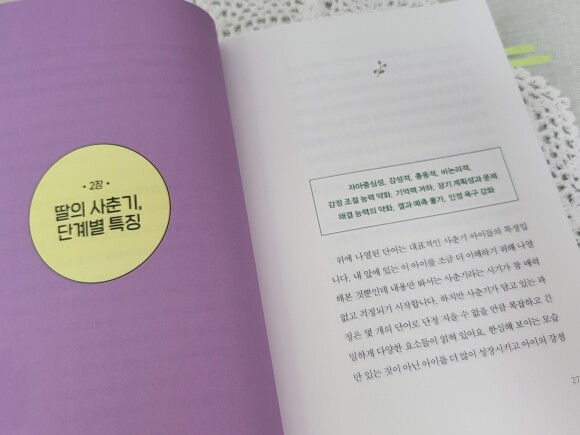 • 2장 •
딸의 사춘기,
단계별 특징
자아중심성, 감성적, 충동적, 비논리적,
감정 조절 능력 약화, 기억력 저하, 장기 계획성과 문제
해결 능력의 약화, 결과 예측 불가, 인정 욕구 강화
위에 나열된 단어는 대표적인 사춘기 아이들의 특징입
니다. 내 앞에 있는 이 아이를 조금 더 이해하기 위해 나열
해본 것뿐인데 내용만 봐서는 사춘기라는 시기가 참 매력
없고 걱정되기 시작합니다. 하지만 사춘기가 담고 있는 과
정은 몇 개의 단어로 단정 지을 수 없을 만큼 복잡하고 긴
밀하게 다양한 요소들이 얽혀 있어요. 한심해 보이는 모습
만 있는 것이 아닌 아이를 더 많이 성장시키고 아이의 강점
27